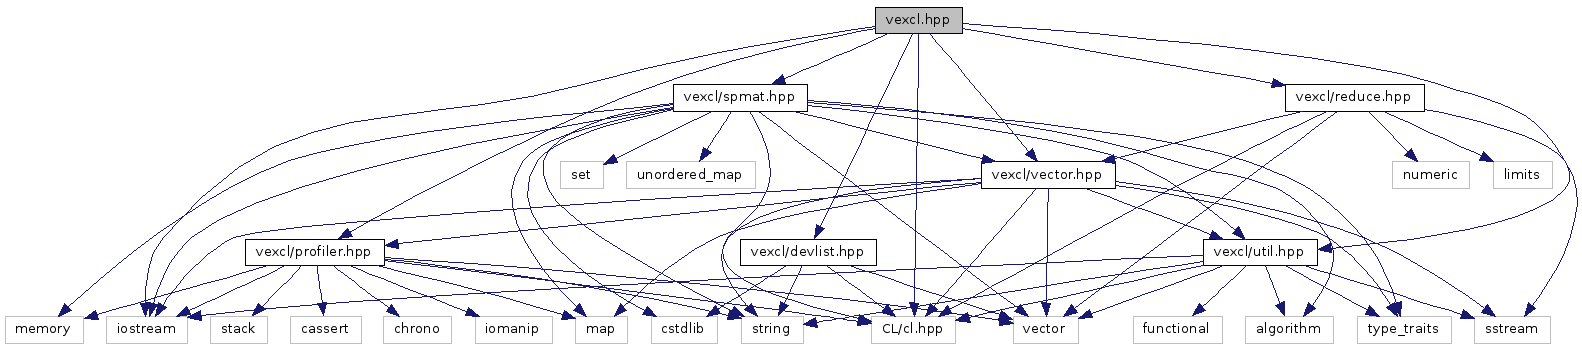 vexcl.hpp
vexcl/spmat.hpp
vexcl/reduce.hpp
set
unordered_map
vexcl/vector.hpp
numeric
limits
vexcl/profiler.hpp
vexcl/devlist.hpp
vexcl/util.hpp
memory
iostream
stack
cassert
chrono
iomanip
map
cstdlib
string
CL/cl.hpp
vector
functional
algorithm
type_traits
sstream